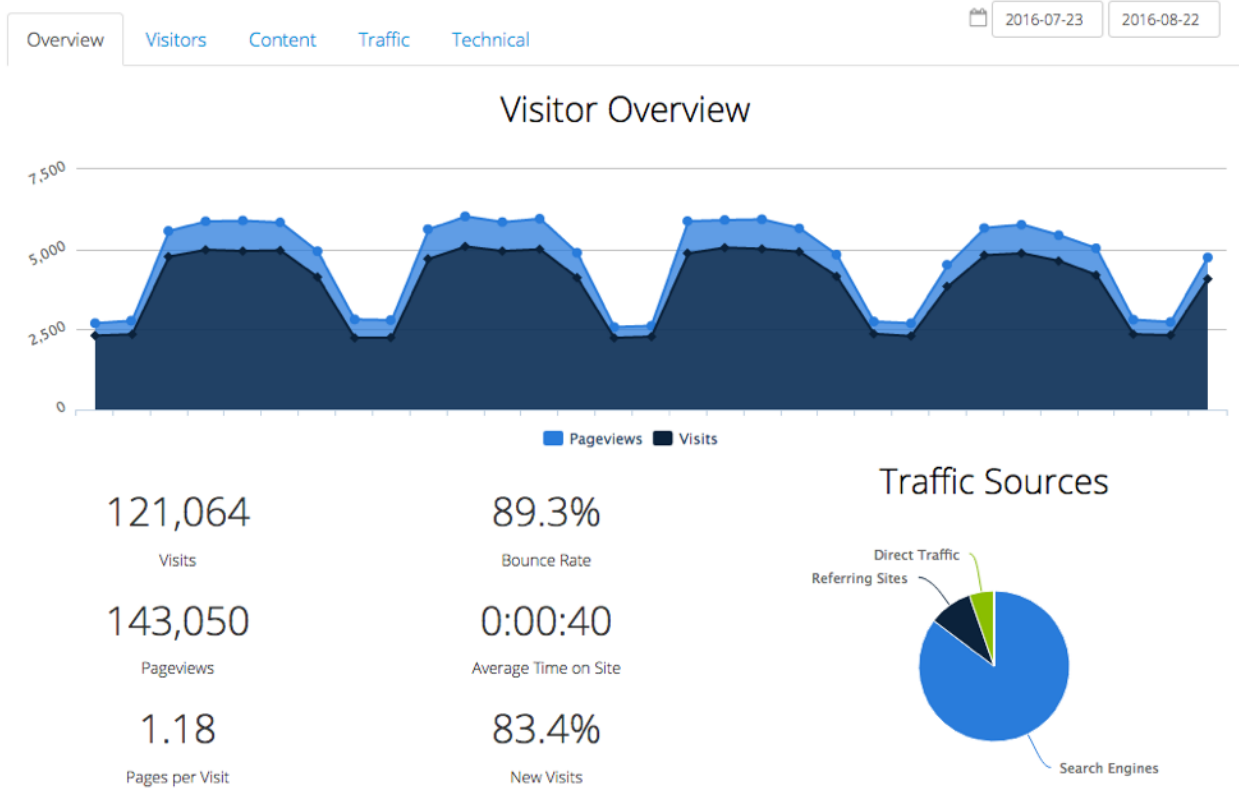 2016-07-23 2016-08-22
Overview Visitors Content Traffic Technical
Visitor Overview
7,500
5,000
2,500
0
Pageviews Visits
121,064
Visits
89.3%
Bounce Rate
143,050
Pageviews
0:00:40
Average Time on Site
1.18
Pages per Visit
83.4%
New Visits
Traffic Sources
Direct Traffic
Referring Sites
Search Engines